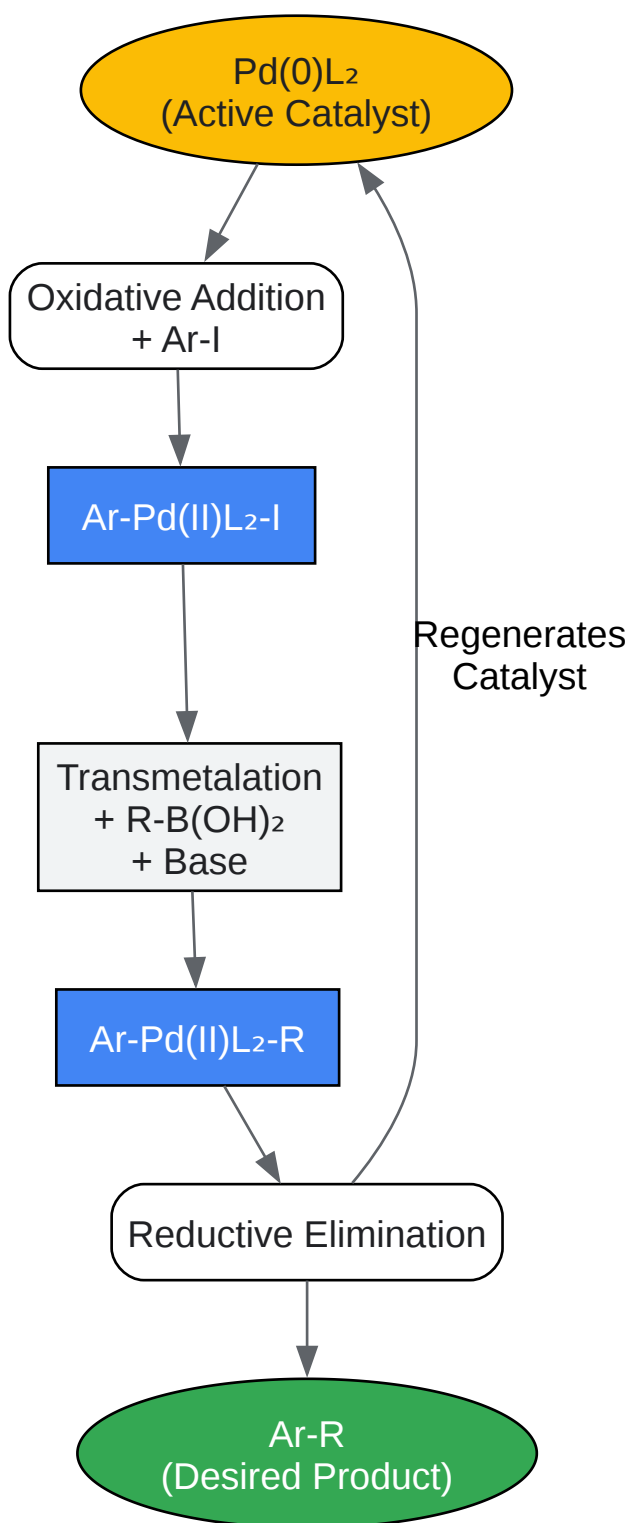 Pd(0)L₂
(Active Catalyst)
Oxidative Addition
+ Ar-I
Ar-Pd(II)L₂-I
Regenerates
Catalyst
Transmetalation
+ R-B(OH)₂
+ Base
Ar-Pd(II)L₂-R
Reductive Elimination
Ar-R
(Desired Product)